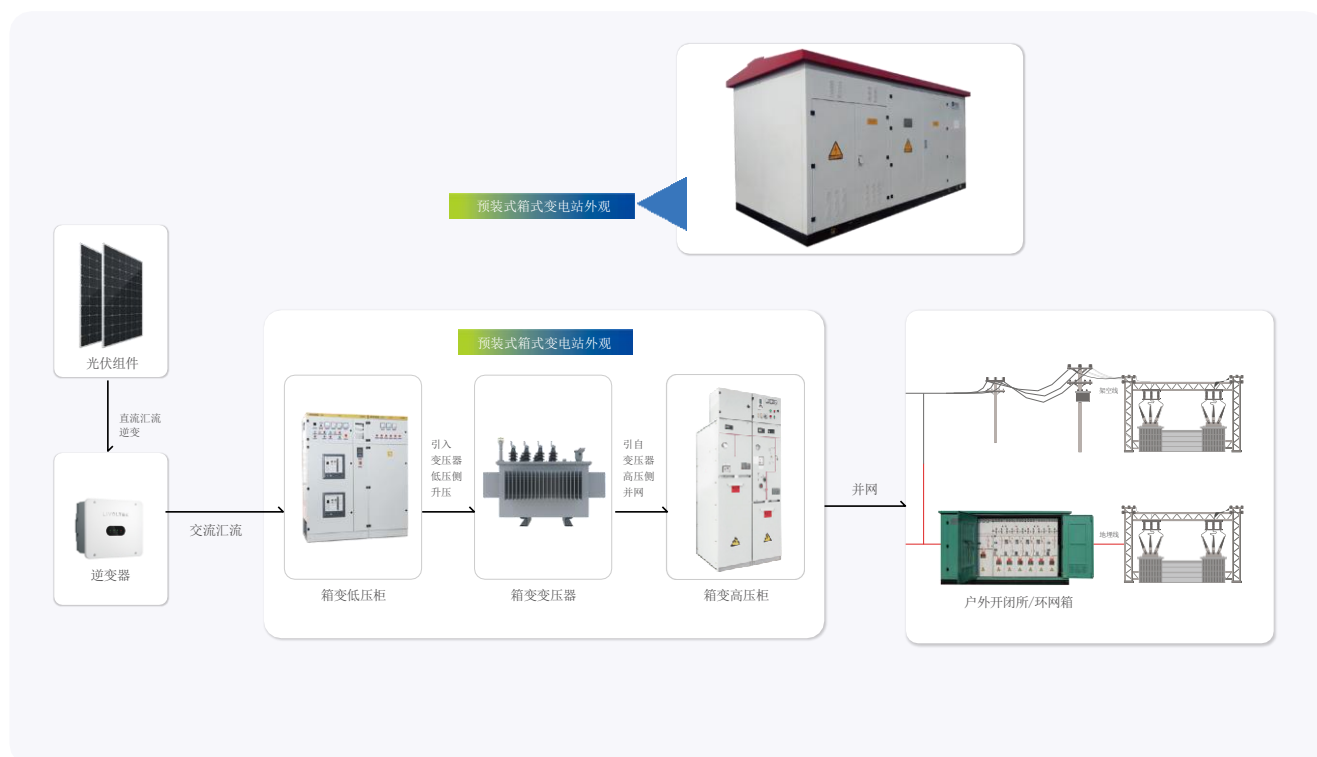 预装式箱式变电站外观
光伏组件
直流汇流
逆变
逆变器
交流汇流
预装式箱式变电站外观
引入
变压器
低压侧
升压
引自
变压器
高压侧
并网
箱变低压柜
箱变变压器
箱变高压柜
并网
架空线
地埋线
户外开闭所/环网箱